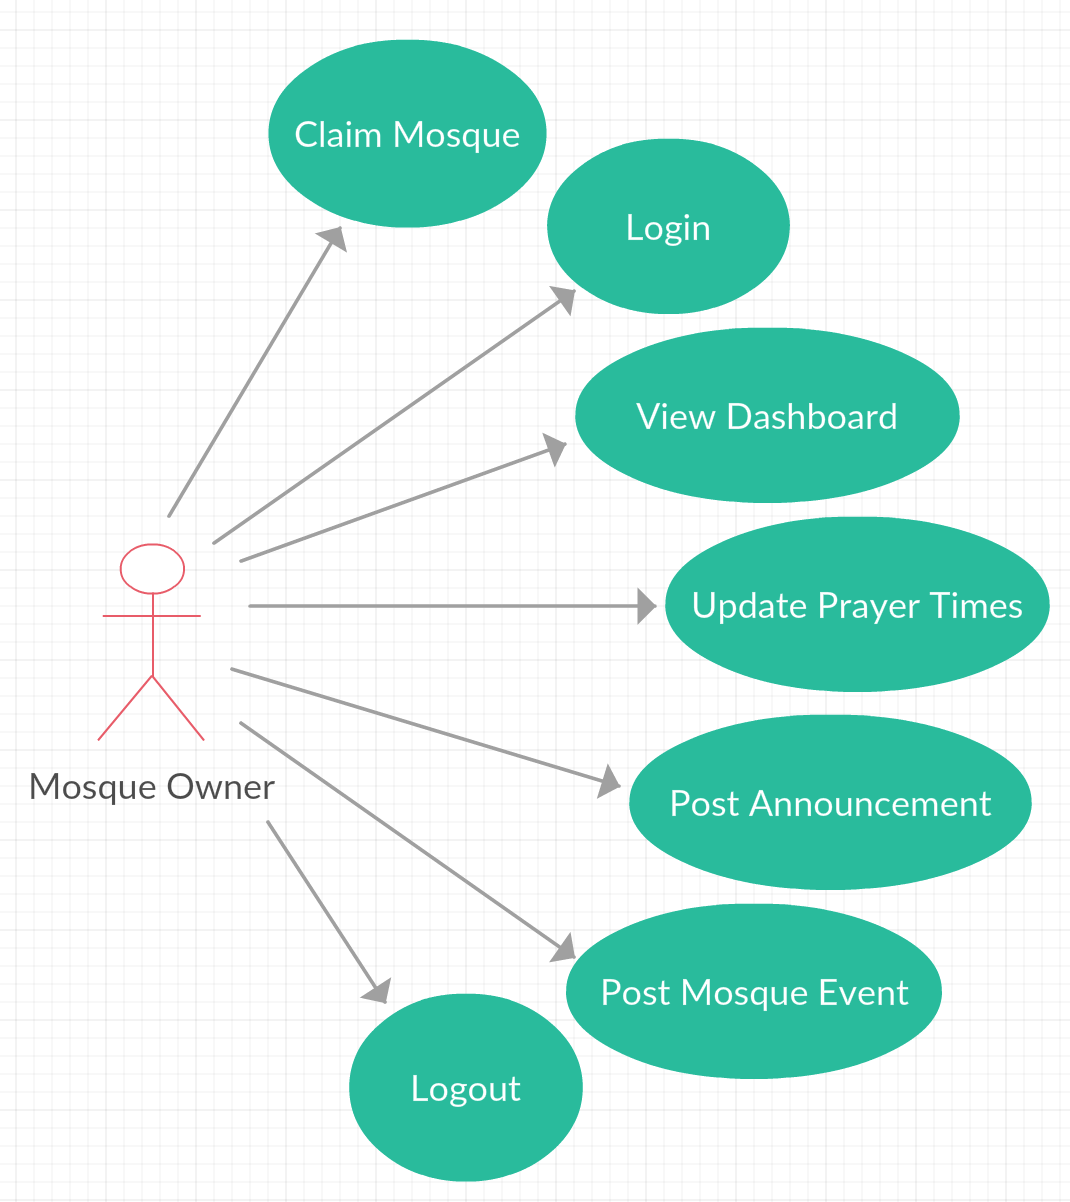 Claim Mosque
Login
View Dashboard
Update Prayer Times
Mosque Owner
Post Announcement
Post Mosque Event
Logout